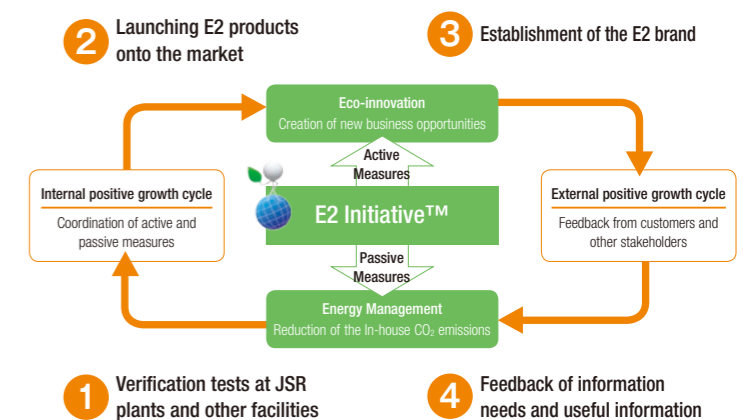 2
Launching E2 products
onto the market
3
Establishment of the E2 brand
Eco-innovation
Creation of new business opportunities
Active
Measures
Internal positive growth cycle
Coordination of active and
passive measures
E2 Initiative™
External positive growth cycle
Feedback from customers and
other stakeholders
Passive
Measures
Energy Management
Reduction of the In-house CO₂ emissions
1
Verification tests at JSR
plants and other facilities
4
Feedback of information
needs and useful information